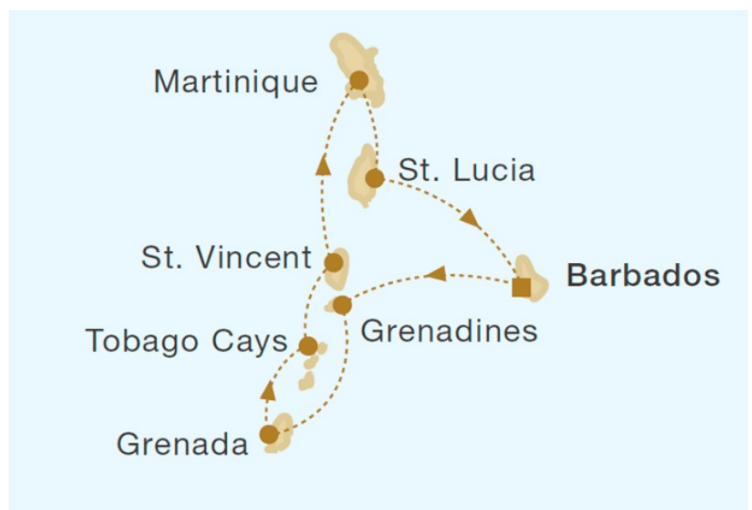 Martinique
St. Lucia
St. Vincent
Barbados
Grenadines
Tobago Cays
Grenada